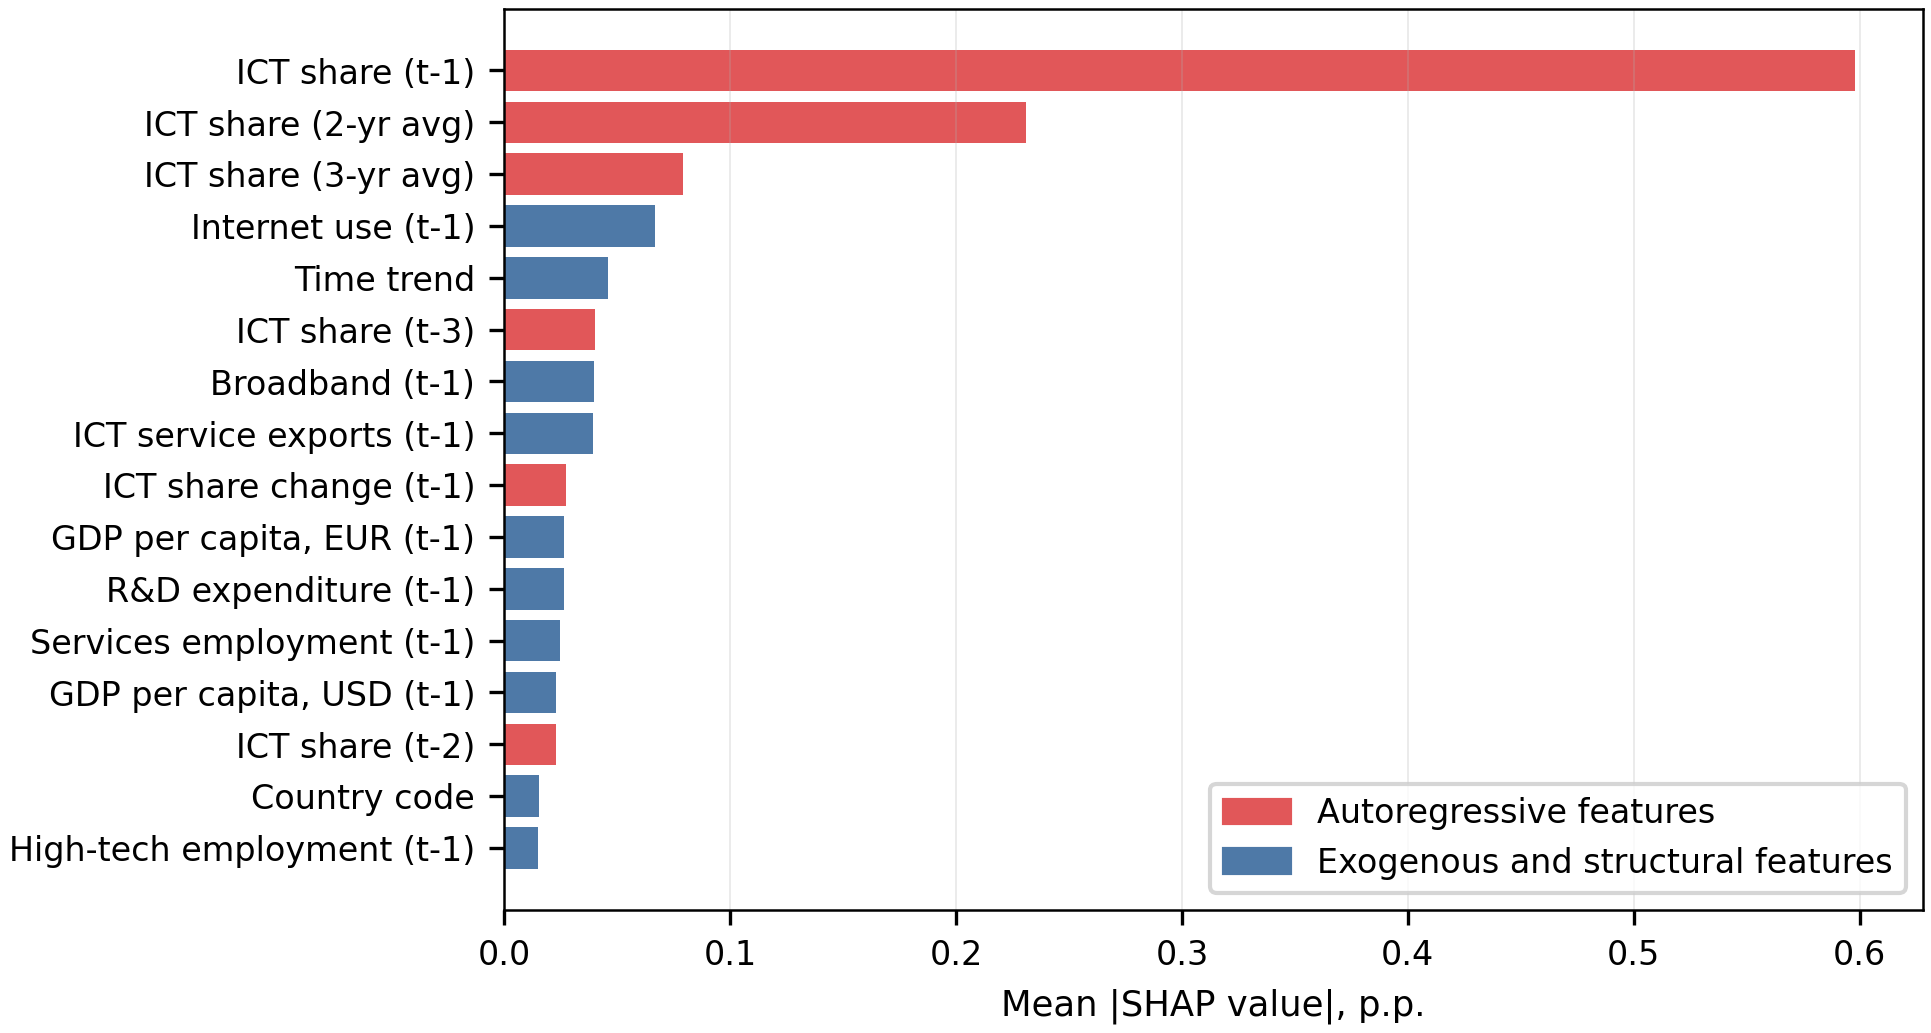 ICT share (t-1)
ICT share (2-yr avg)
ICT share (3-yr avg)
Internet use (t-1)
Time trend
ICT share (t-3)
Broadband (t-1)
ICT service exports (t-1)
ICT share change (t-1)
GDP per capita, EUR (t-1)
R&D expenditure (t-1)
Services employment (t-1)
GDP per capita, USD (t-1)
ICT share (t-2)
Country code
High-tech employment (t-1)
Autoregressive features
Exogenous and structural features
0.0 0.1 0.2 0.3 0.4 0.5 0.6
Mean |SHAP value|, p.p.